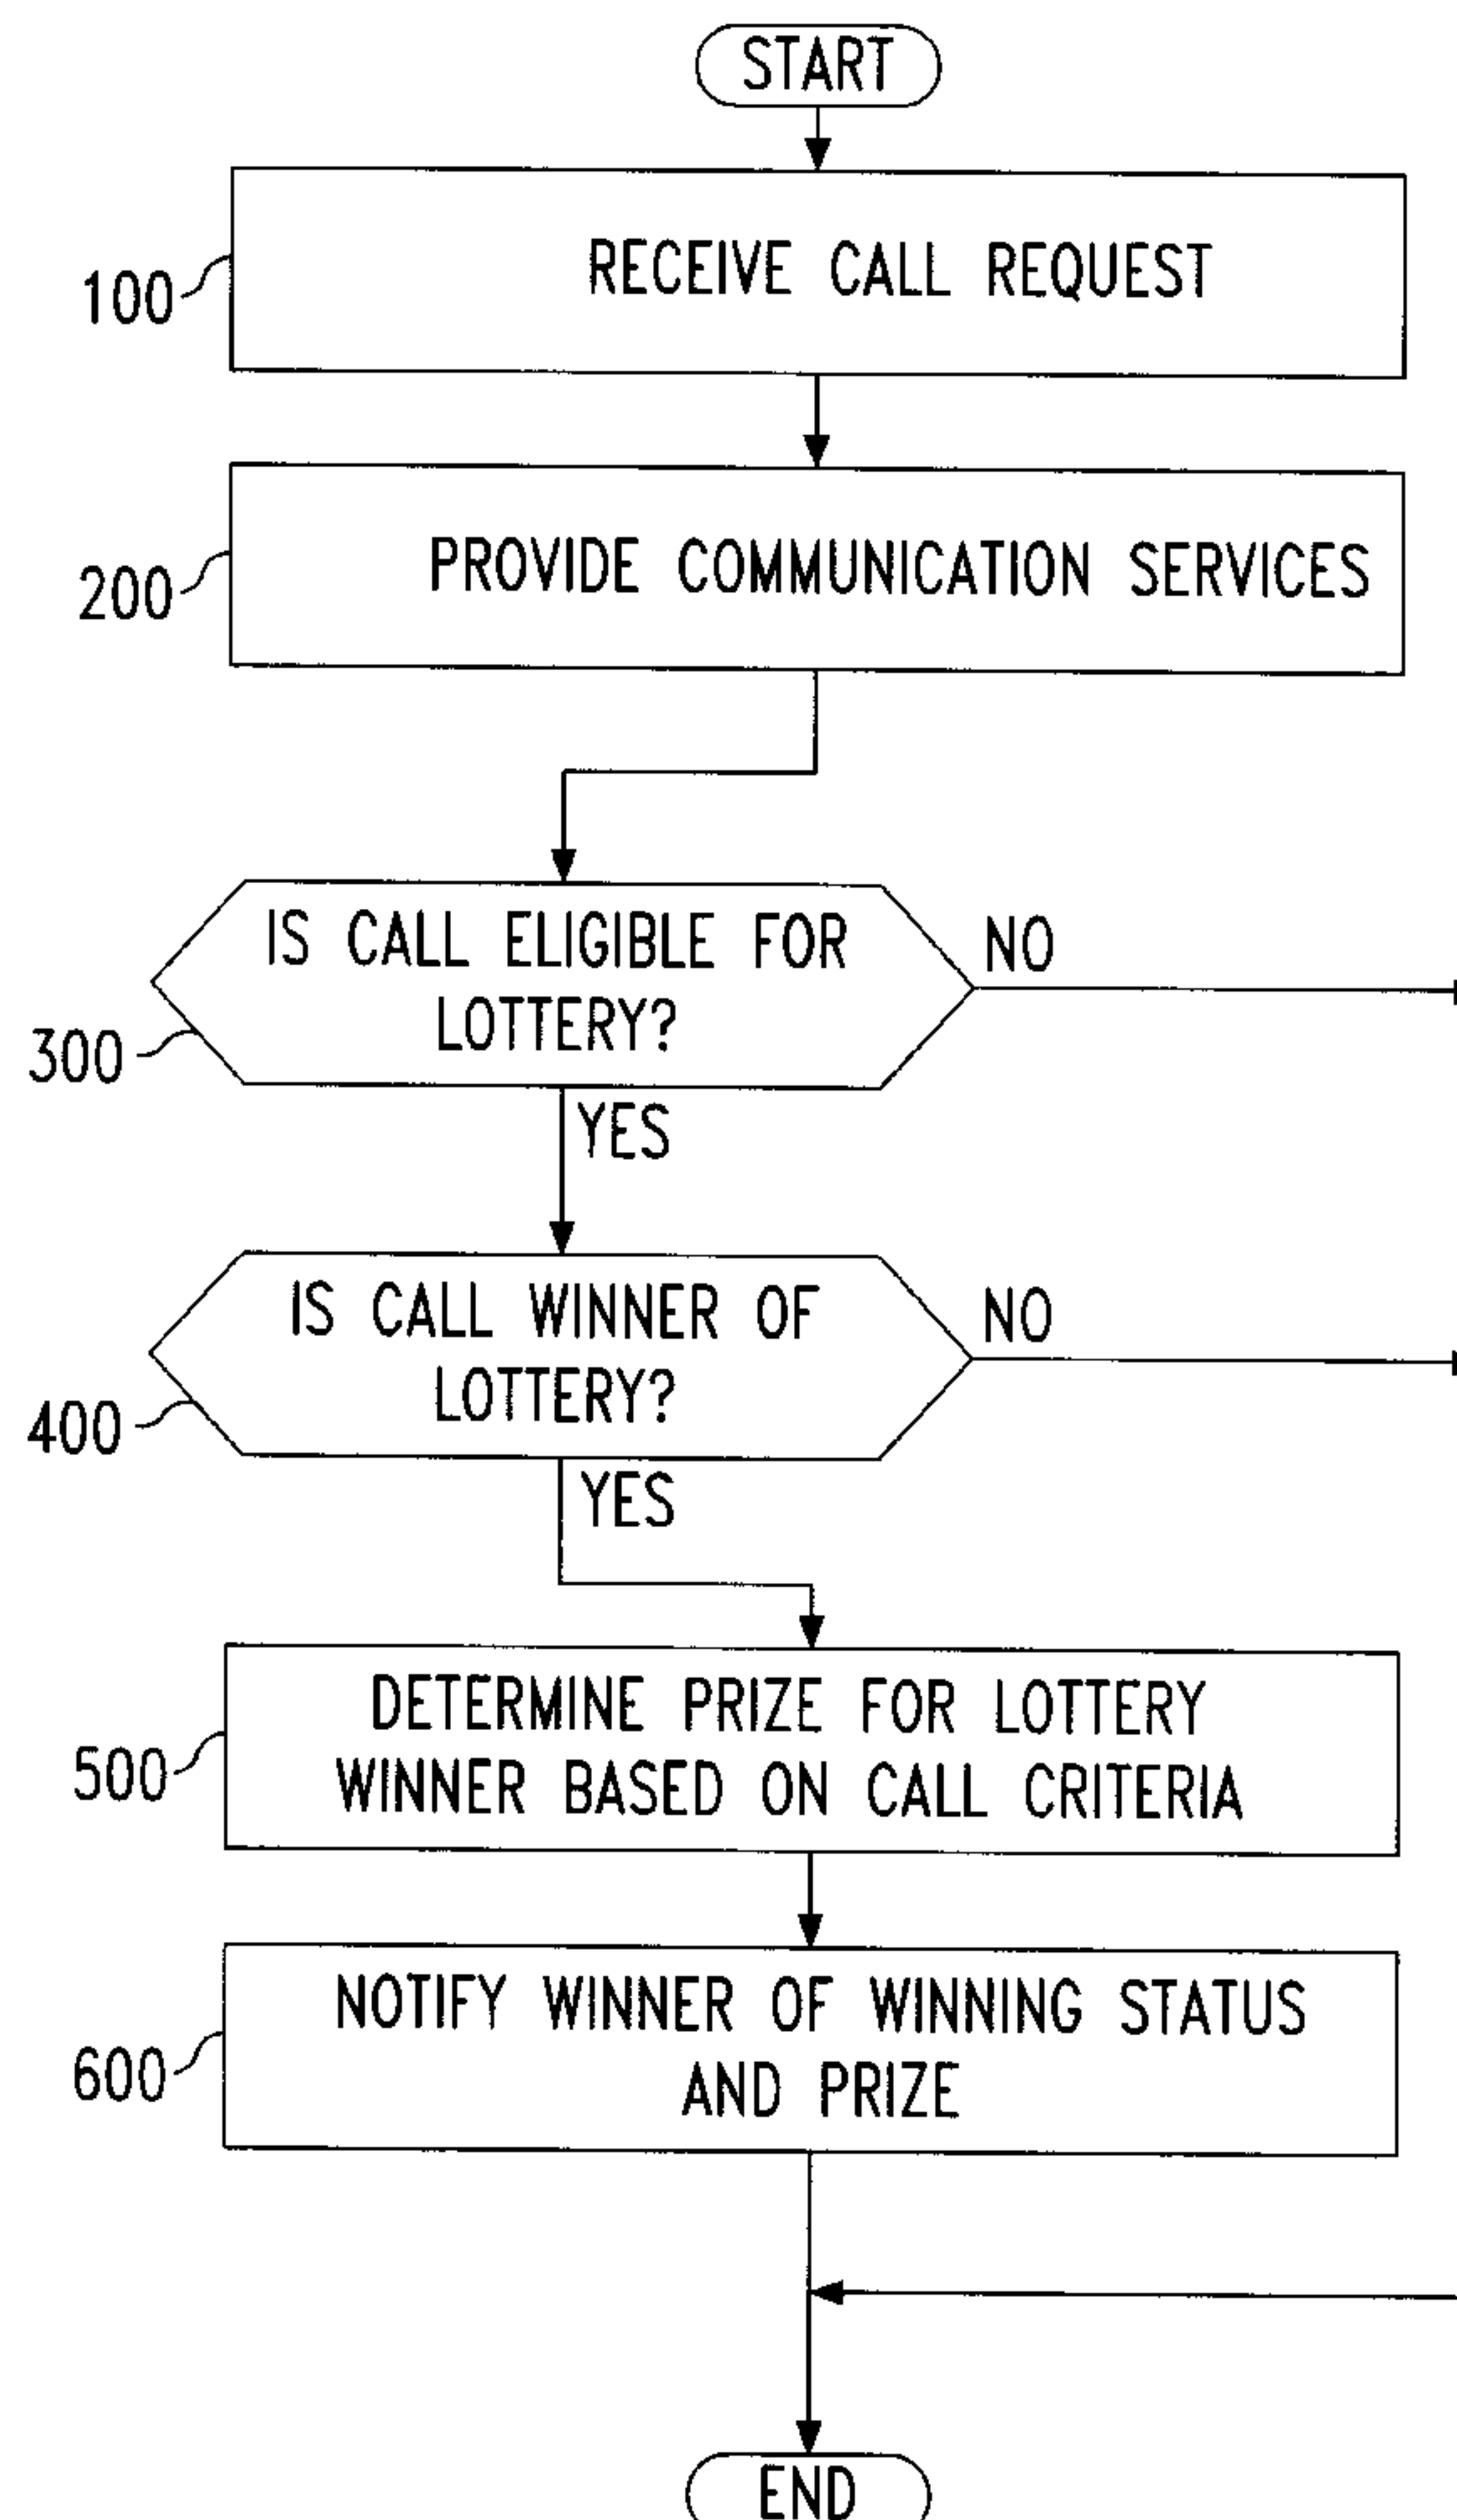 START
RECEIVE CALL REQUEST
100
PROVIDE COMMUNICATION SERVICES
200
IS CALL ELIGIBLE FOR
LOTTERY?
NO
300
YES
IS CALL WINNER OF
LOTTERY?
NO
400
YES
DETERMINE PRIZE FOR LOTTERY
WINNER BASED ON CALL CRITERIA
500
NOTIFY WINNER OF WINNING STATUS
AND PRIZE
600
END